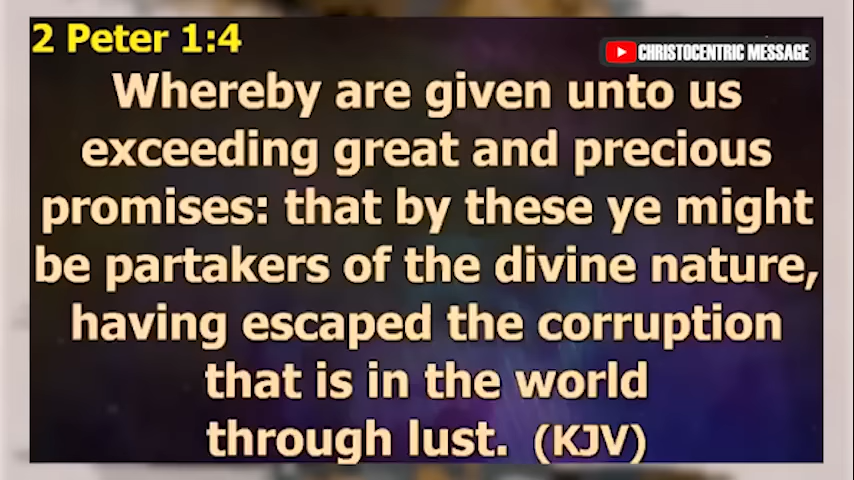 2 Peter 1:4
CHRISTOCENTRIC MESSAGE
Whereby are given unto us
exceeding great and precious
promises: that by these ye might
be partakers of the divine nature,
having escaped the corruption
that is in the world
through lust. (KJV)